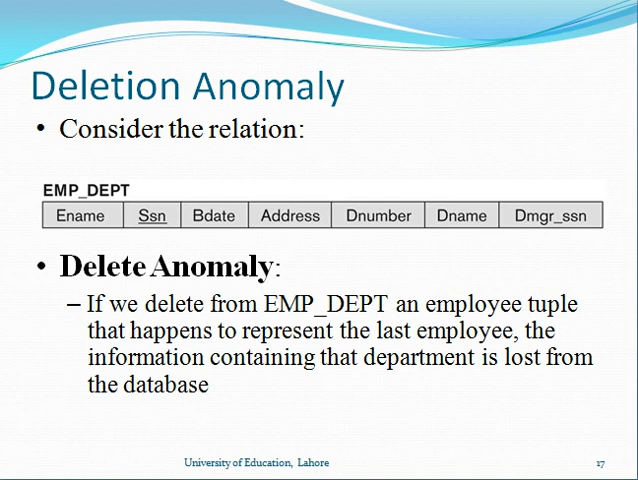 Deletion Anomaly
• Consider the relation:
EMP_DEPT
Ename Ssn Bdate Address Dnumber Dname Dmgr_ssn
• Delete Anomaly:
– If we delete from EMP_DEPT an employee tuple
that happens to represent the last employee, the
information containing that department is lost from
the database
University of Education, Lahore 17